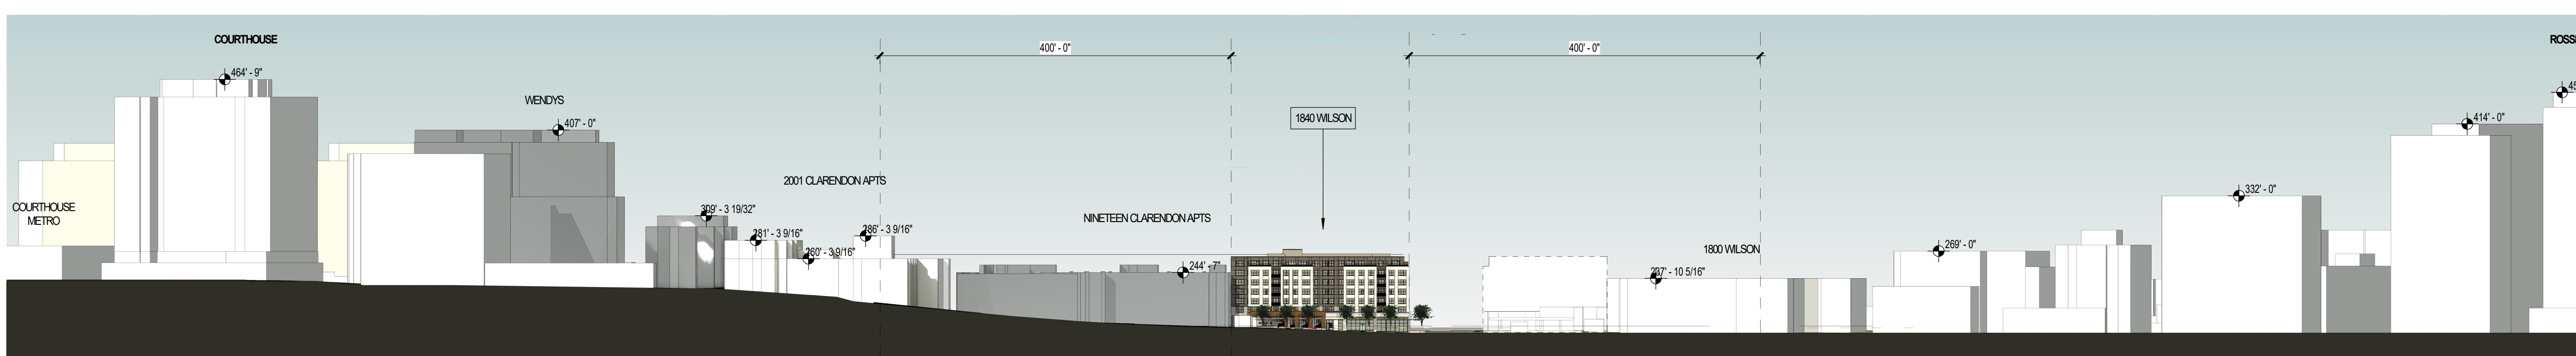 COURTHOUSE
464' - 9"
WENDYS
407' - 0"
COURTHOUSE
METRO
309' - 3 19/32"
281' - 3 9/16"
260' - 3 9/16"
2001 CLARENDON APTS
286' - 3 9/16"
400' - 0"
NINETEEN CLARENDON APTS
244' - 7"
1840 WILSON
400' - 0"
237' - 10 5/16"
1800 WILSON
269' - 0"
332' - 0"
414' - 0"
ROSS
45